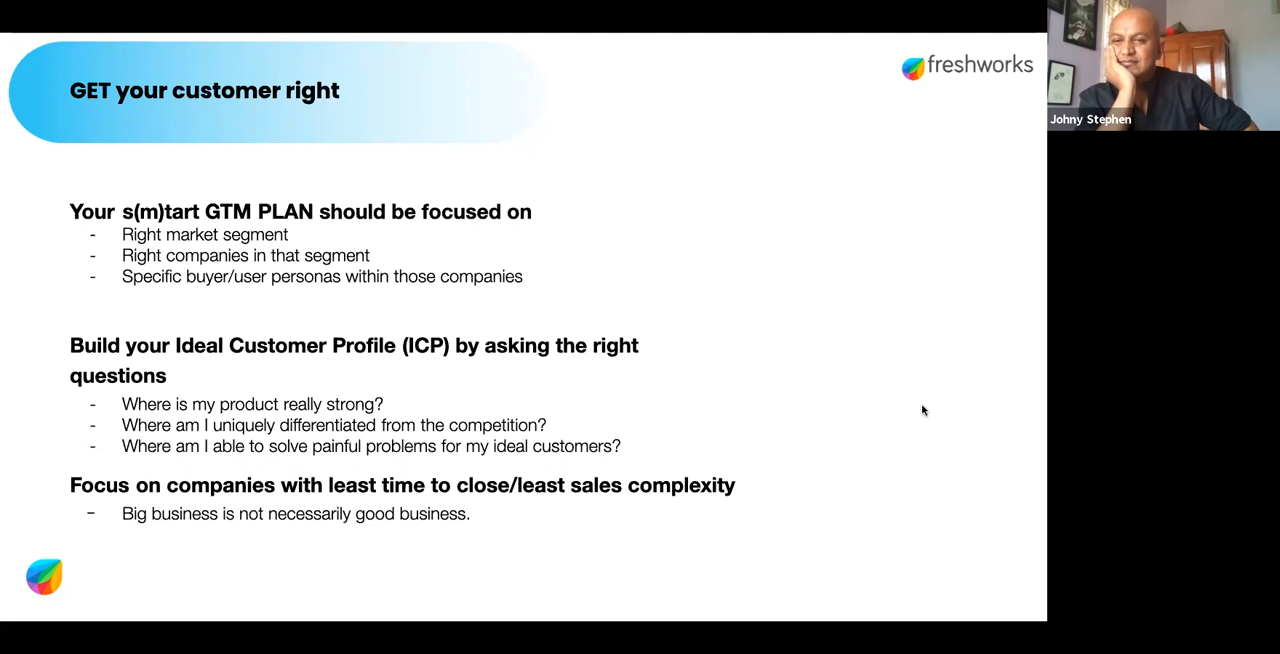 GET your customer right
freshworks
Johny Stephen
Your s(m)tart GTM PLAN should be focused on
- Right market segment
- Right companies in that segment
- Specific buyer/user personas within those companies
Build your Ideal Customer Profile (ICP) by asking the right
questions
- Where is my product really strong?
- Where am I uniquely differentiated from the competition?
- Where am I able to solve painful problems for my ideal customers?
Focus on companies with least time to close/least sales complexity
- Big business is not necessarily good business.